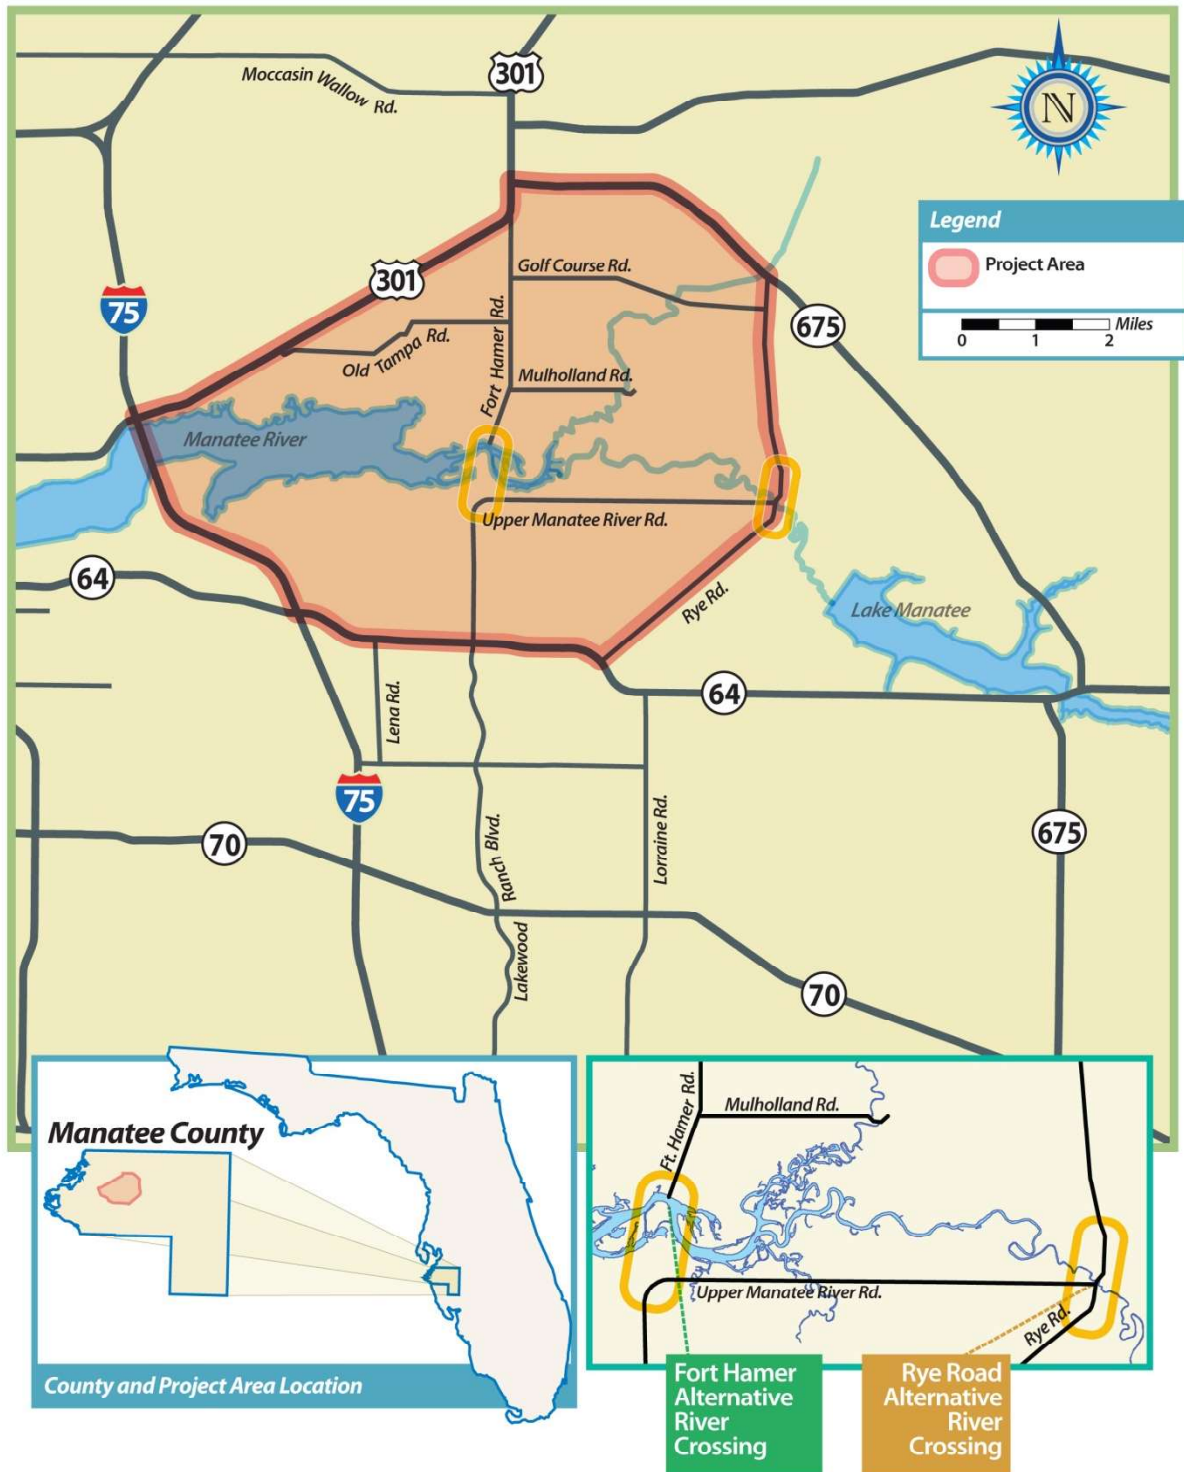 301
Moccasin Wallow Rd.
N
Legend
Project Area
Miles
0 1 2
Golf Course Rd.
301
75
675
Fort Hamer Rd.
Old Tampa Rd.
Mulholland Rd.
Manatee River
Upper Manatee River Rd.
64
Rye Rd.
Lake Manatee
64
Lena Rd.
75
70
Lakewood Ranch Blvd.
Lorraine Rd.
675
70
Manatee County
County and Project Area Location
Ft. Hamer Rd.
Mulholland Rd.
Upper Manatee River Rd.
Rye Rd.
Fort Hamer
Alternative
River
Crossing
Rye Road
Alternative
River
Crossing